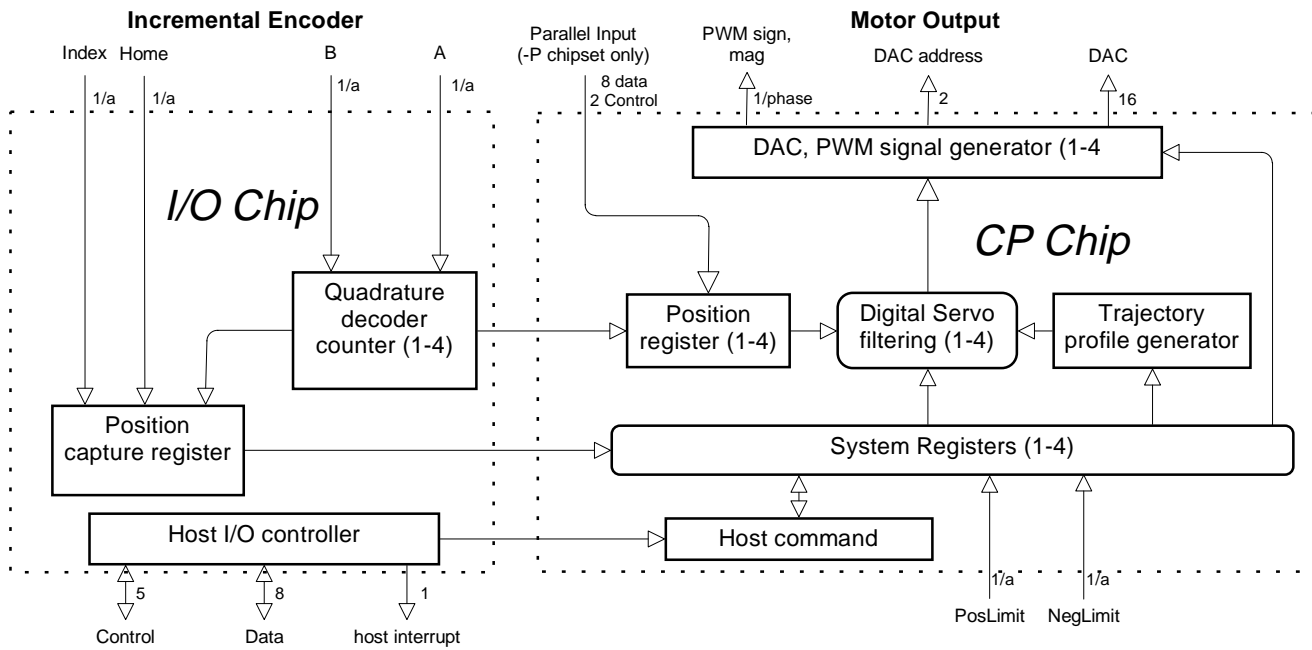 Incremental Encoder
Motor Output
Index
Home
B
A
Parallel Input
(-P chipset only)
PWM sign,
mag
DAC address
DAC
1/a
1/a
1/a
1/a
8 data
2 Control
1/phase
2
16
DAC, PWM signal generator (1-4
I/O Chip
CP Chip
Quadrature
decoder
counter (1-4)
Position
register (1-4)
Digital Servo
filtering (1-4)
Trajectory
profile generator
Position
capture register
System Registers (1-4)
Host I/O controller
Host command
5
8
1
1/a
1/a
Control
Data
host interrupt
PosLimit
NegLimit